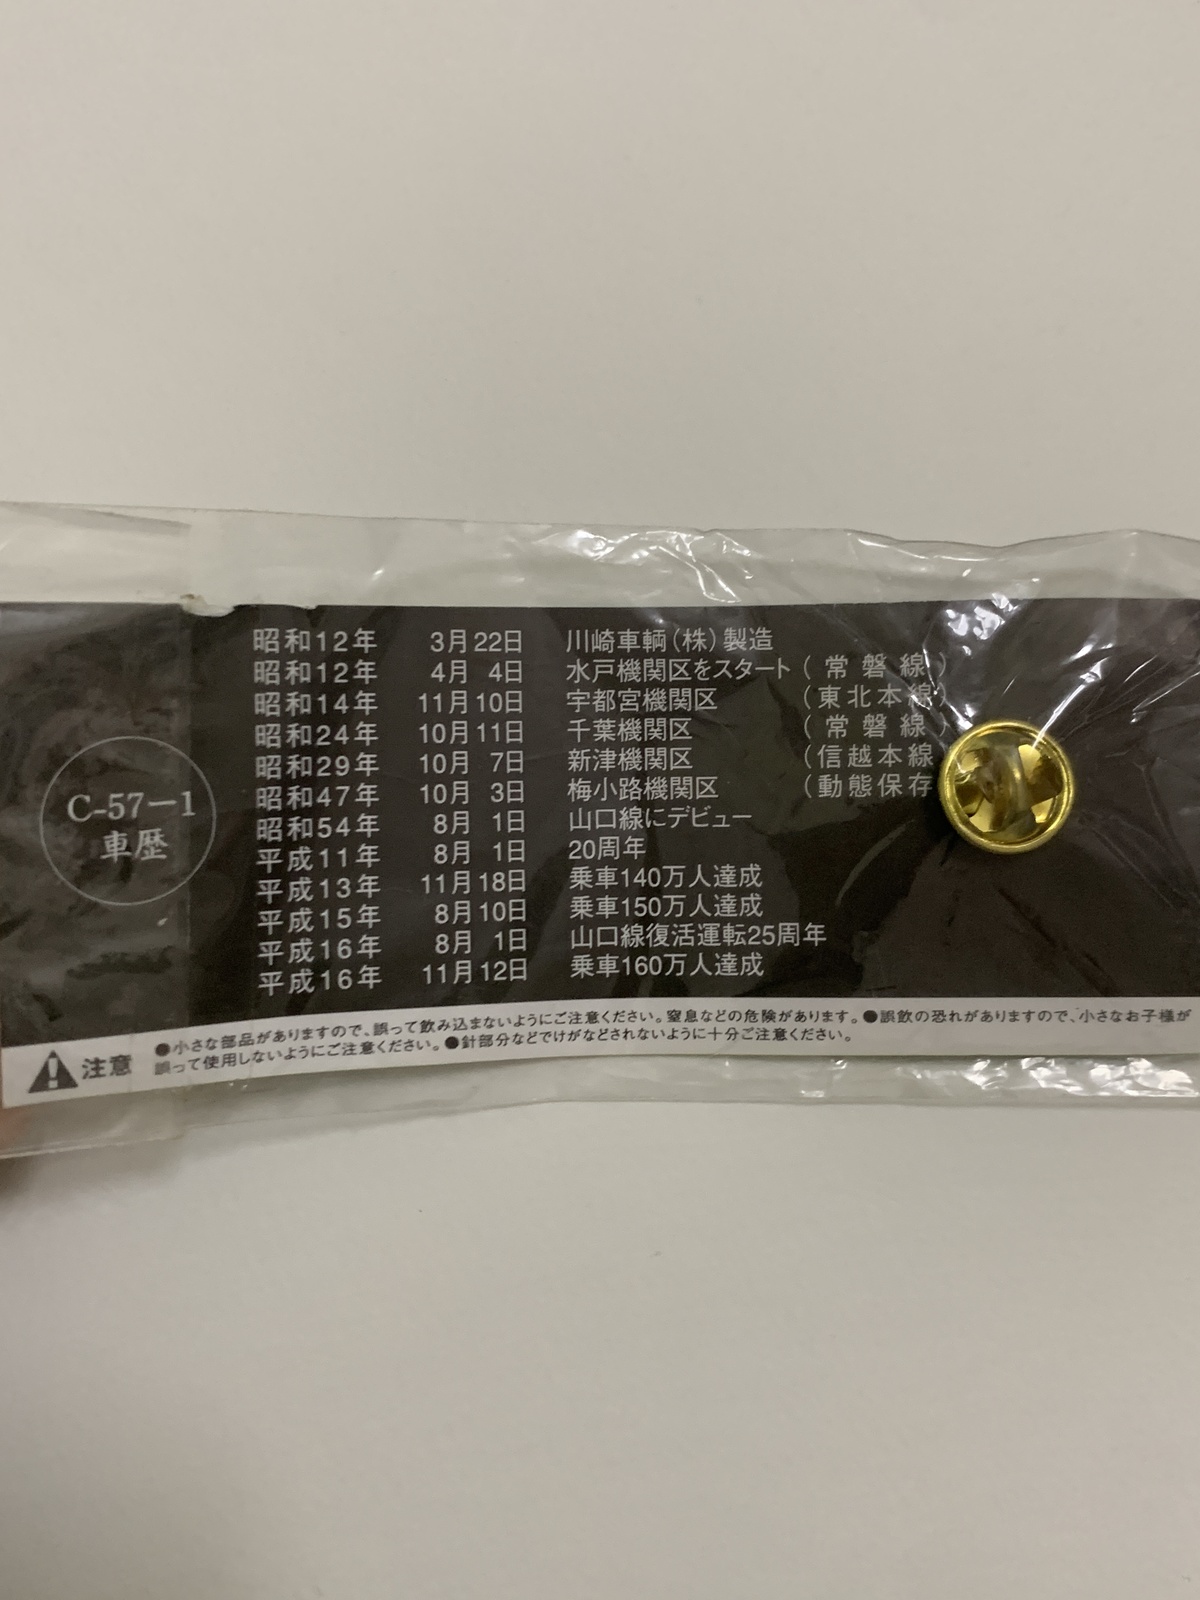 C-57-1
車歴
昭和12年 3月22日 川崎車輌(株)製造
昭和12年 4月 4日 水戸機関区をスタート(常磐線)
昭和14年 11月10日 宇都宮機関区 (東北本線)
昭和24年 10月11日 千葉機関区 (常磐線)
昭和29年 10月 7日 新津機関区 (信越本線
昭和47年 10月 3日 梅小路機関区 (動態保存
昭和54年 8月 1日 山口線にデビュー
平成11年 8月 1日 20周年
平成13年 11月18日 乗車140万人達成
平成15年 8月10日 乗車150万人達成
平成16年 8月 1日 山口線復活運転25周年
平成16年 11月12日 乗車160万人達成
注意
●小さな部品がありますので、誤って飲み込まないようにご注意ください。窒息などの危険があります。●誤飲の恐れがありますので、小さなお子様が
誤って使用しないようにご注意ください。●針部分などでけがなどされないように十分ご注意ください。